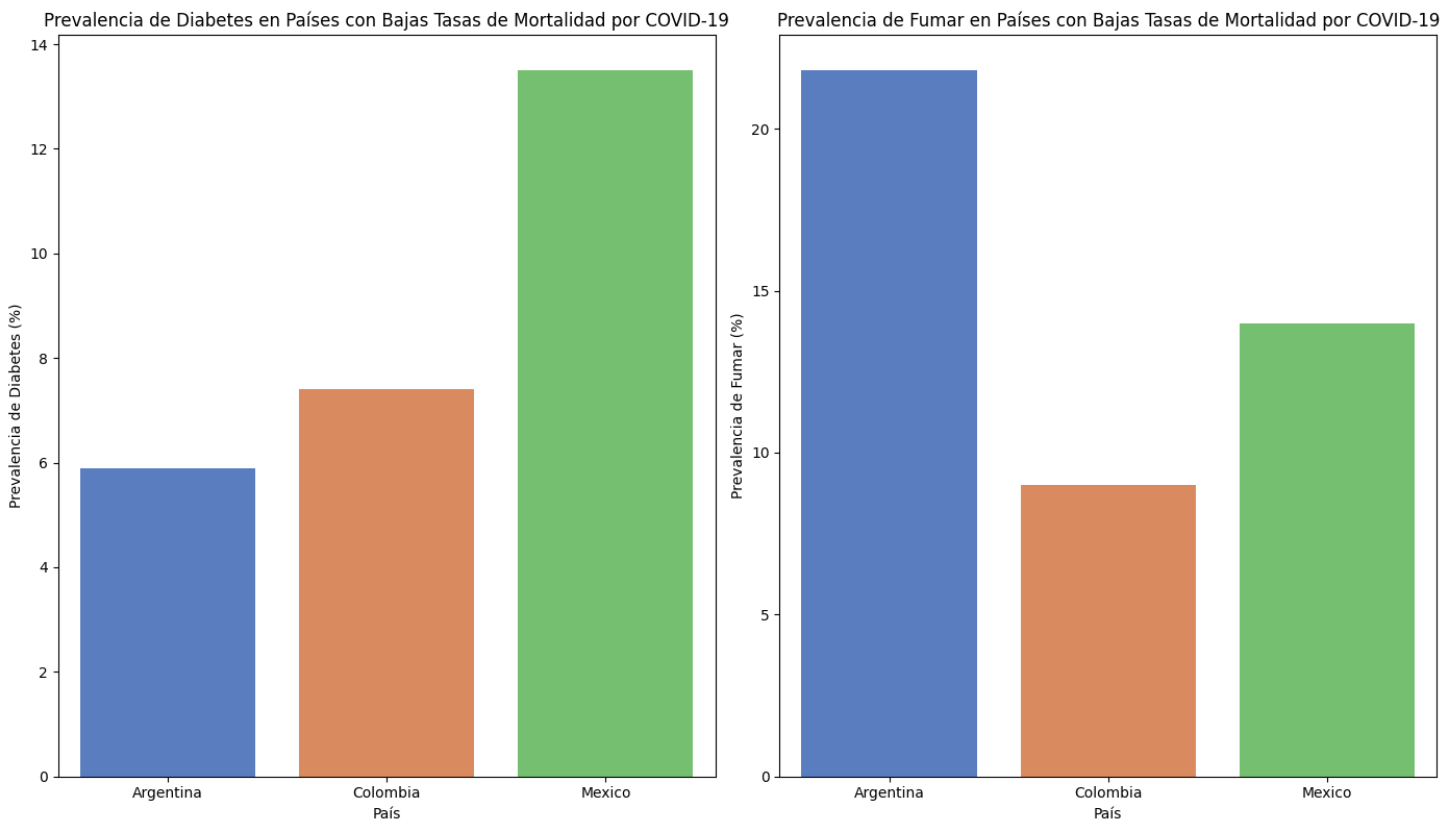 Prevalencia de Diabetes en Países con Bajas Tasas de Mortalidad por COVID-19
Prevalencia de Diabetes (%)
14
12
10
8
6
4
2
0
Argentina
Colombia
Mexico
País
Prevalencia de Fumar en Países con Bajas Tasas de Mortalidad por COVID-19
Prevalencia de Fumar (%)
20
15
10
5
0
Argentina
Colombia
Mexico
País